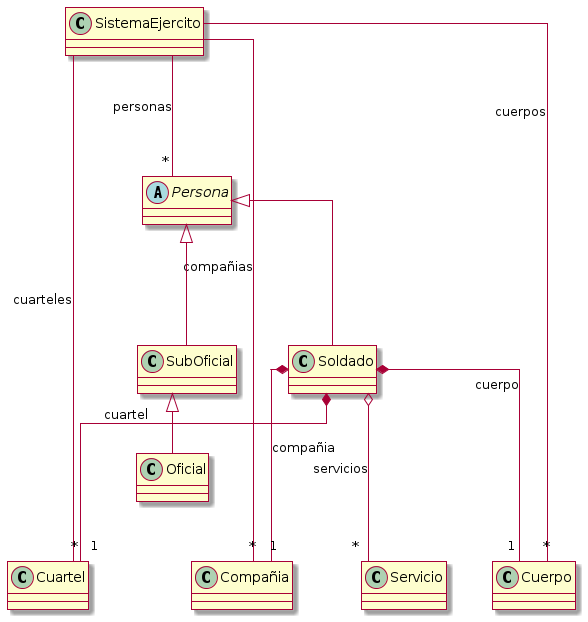 C SistemaEjercito
cuerpos
personas
*
A Persona
compañias
cuarteles
C SubOficial
C Soldado
cuerpo
cuartel
compañia
C Oficial
servicios
* 1
* 1
*
1 *
C Cuartel
C Compañia
C Servicio
C Cuerpo